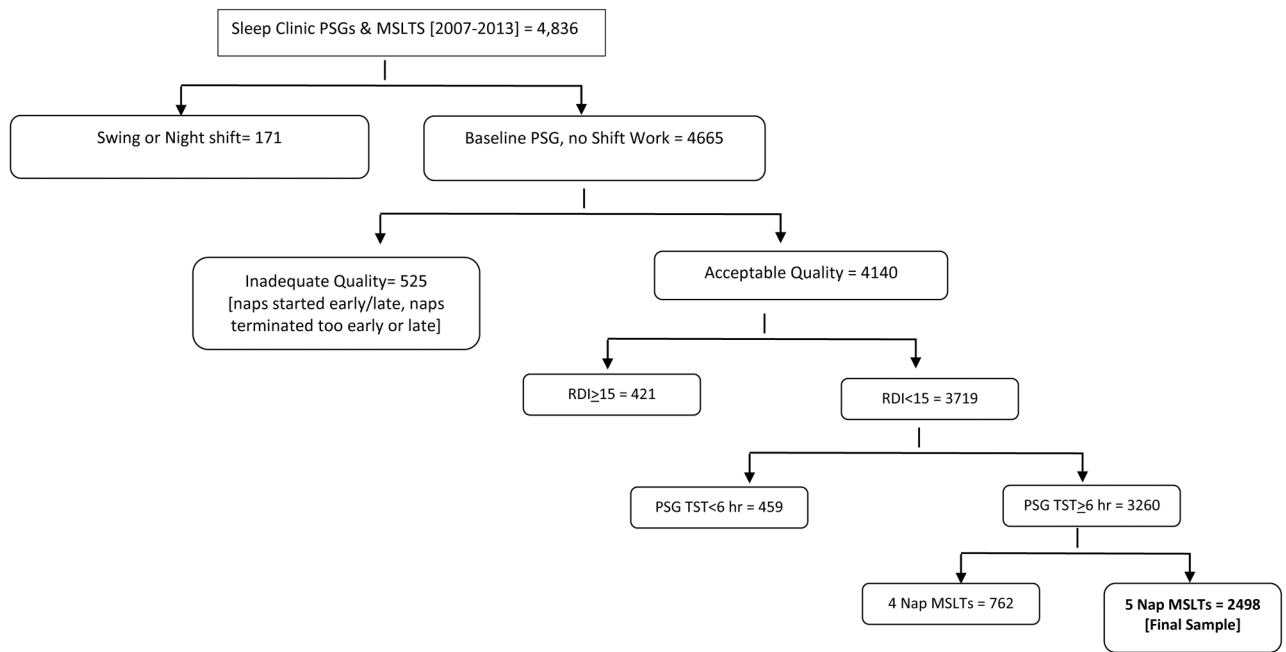 Sleep Clinic PSGs & MSLTS [2007-2013] = 4,836
Swing or Night shift= 171
Baseline PSG, no Shift Work = 4665
Inadequate Quality= 525
[naps started early/late, naps
terminated too early or late]
Acceptable Quality = 4140
RDI≥15 = 421
RDI<15 = 3719
PSG TST<6 hr = 459
PSG TST≥6 hr = 3260
4 Nap MSLTs = 762
5 Nap MSLTs = 2498
[Final Sample]